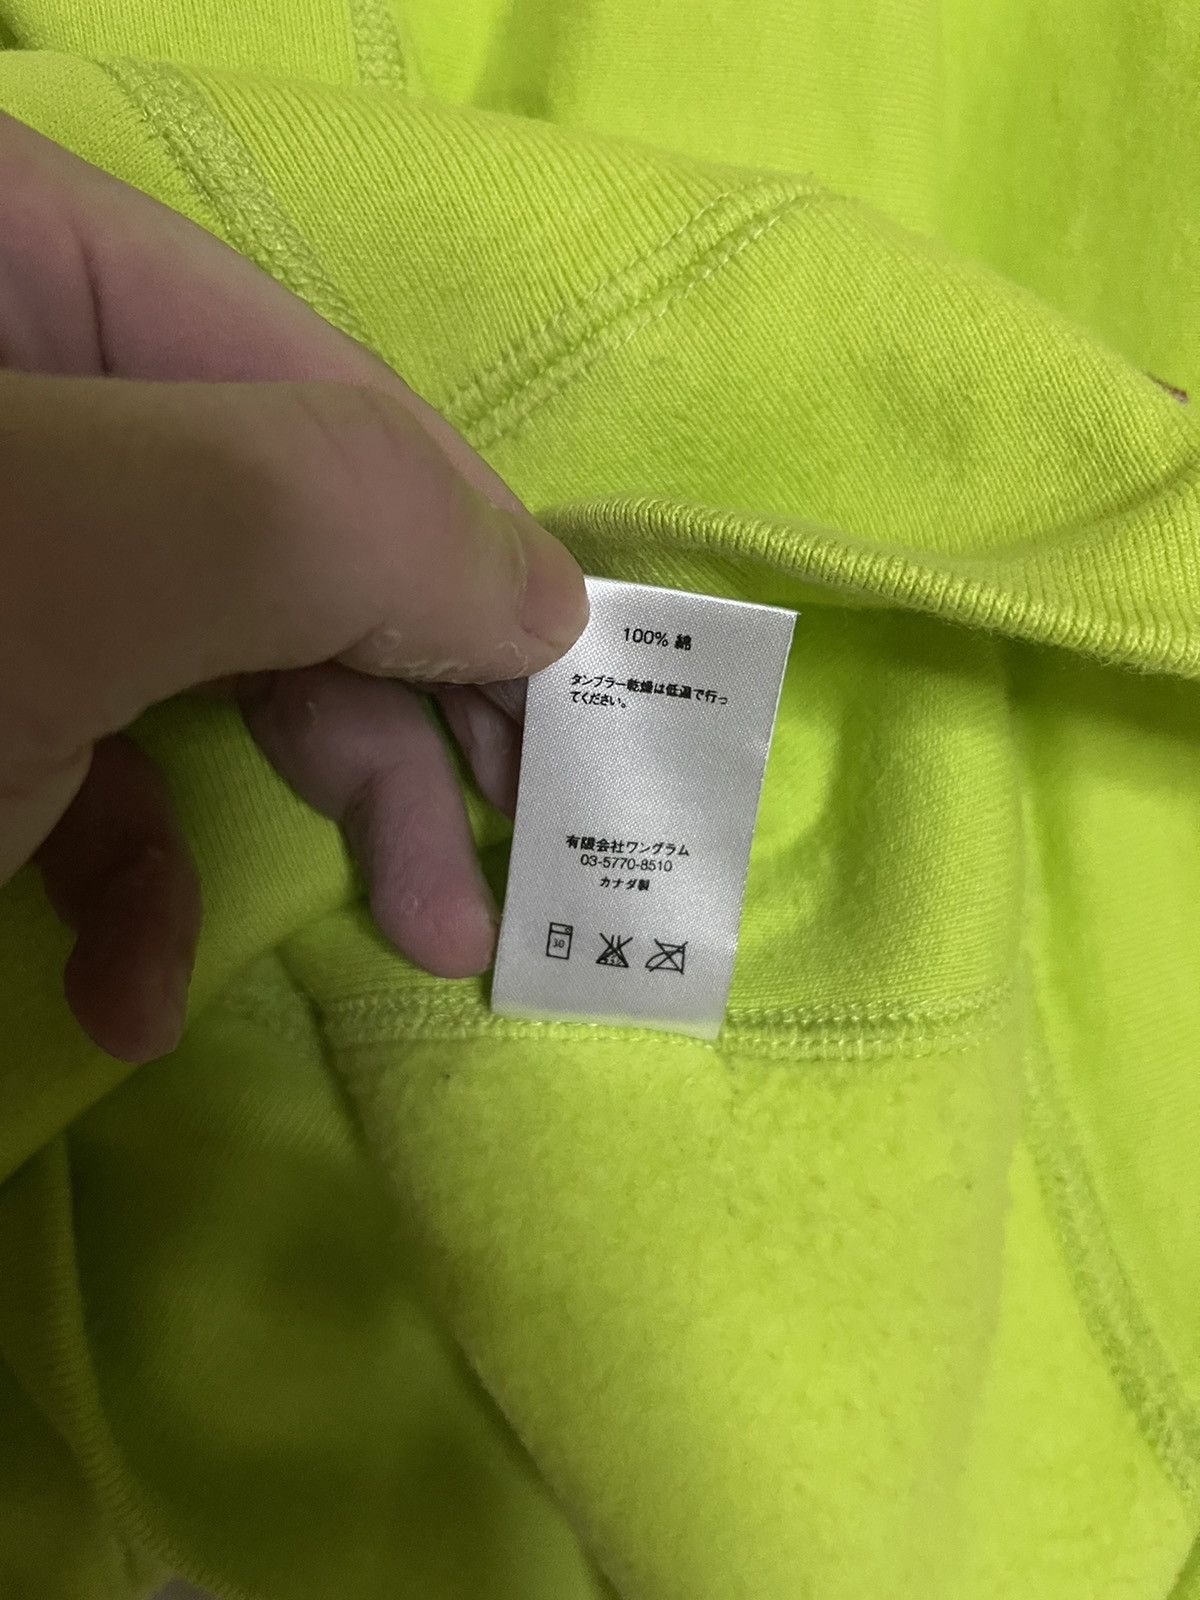 100% 綿
タンブラー乾燥は低温で行っ
てください。
有限会社ワングラム
03-5770-8510
カナダ製
30